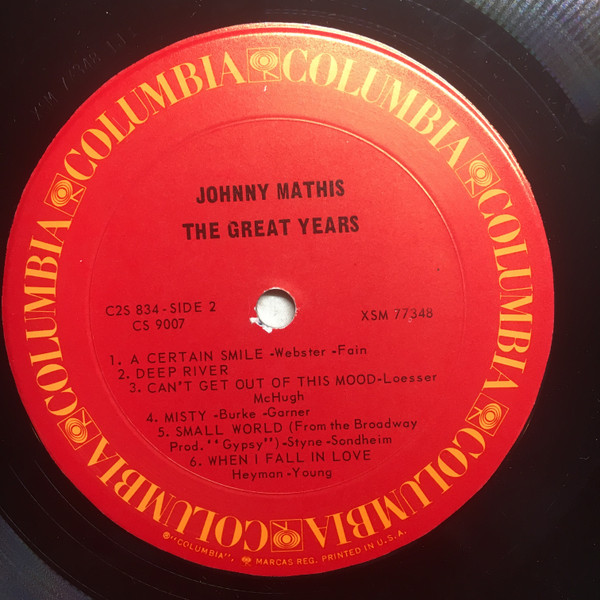 COLUMBIA COLUMBIA COLUMBIA COLUMBIA COLUMBIA COLUMBIA COLUMBIA
JOHNNY MATHIS
THE GREAT YEARS
C2S 834 - SIDE 2
CS 9007
XSM 77348
1. A CERTAIN SMILE -Webster -Fain
2. DEEP RIVER
3. CAN'T GET OUT OF THIS MOOD-Loesser
McHugh
4. MISTY -Burke -Garner
5. SMALL WORLD (From the Broadway
Prod. "Gypsy") -Styne -Sondheim
6. WHEN I FALL IN LOVE
Heyman -Young
® "COLUMBIA", MARCAS REG. PRINTED IN U.S.A.